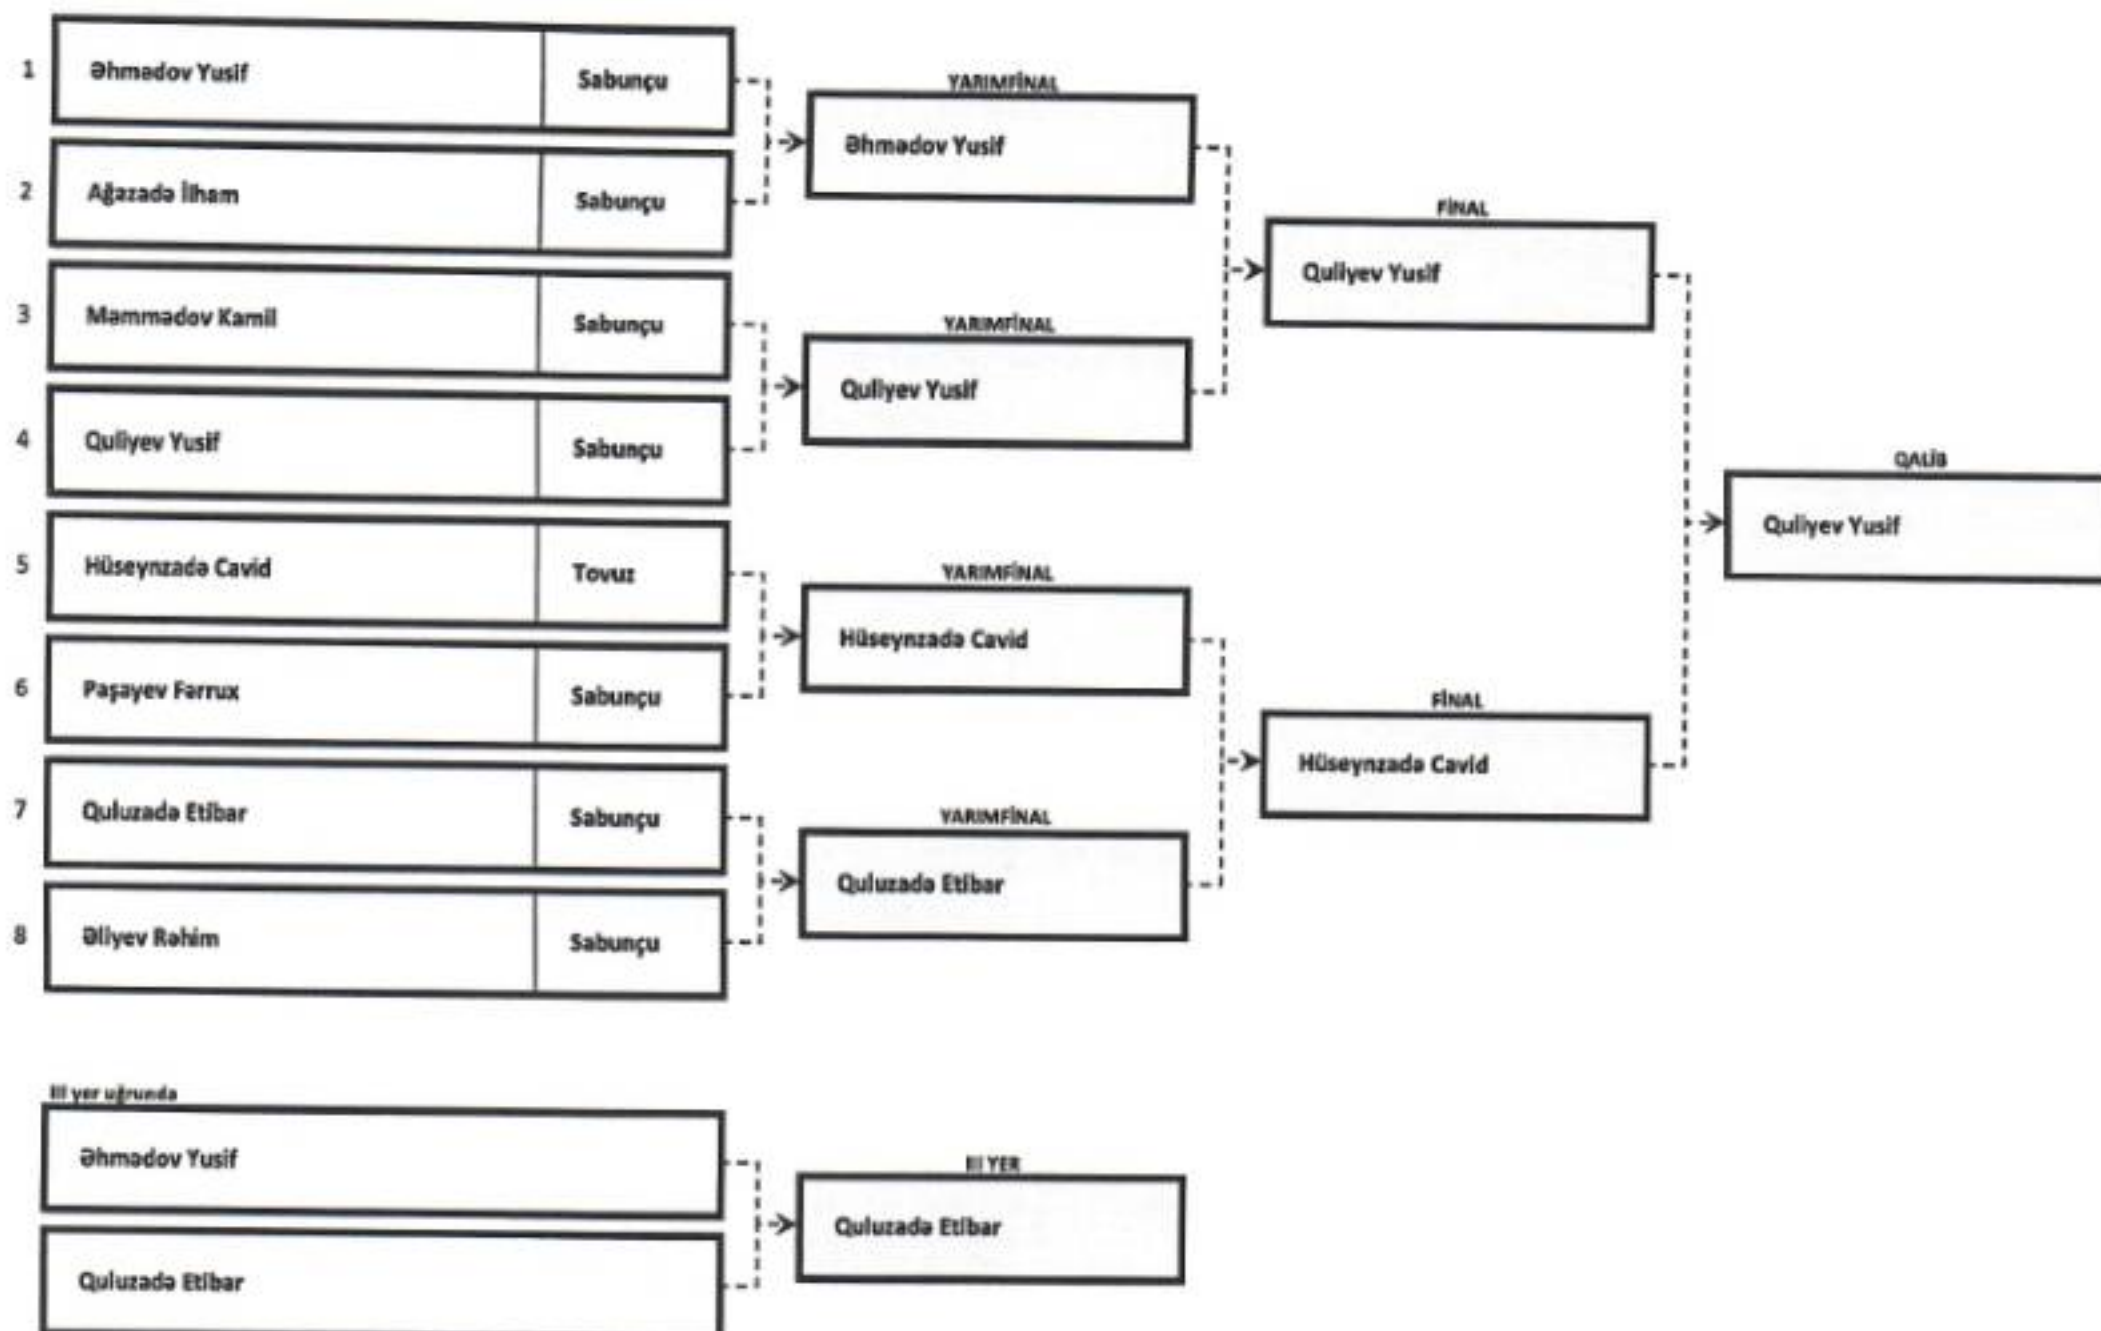 1 Əhmədov Yusif Sabunçu
2 Ağazadə İlham Sabunçu
3 Məmmədov Kamil Sabunçu
4 Quliyev Yusif Sabunçu
5 Hüseynzadə Cavid Tovuz
6 Paşayev Fərrux Sabunçu
7 Quluzadə Etibar Sabunçu
8 Əliyev Rəhim Sabunçu
YARIMFİNAL
Əhmədov Yusif
YARIMFİNAL
Quliyev Yusif
YARIMFİNAL
Hüseynzadə Cavid
YARIMFİNAL
Quluzadə Etibar
FİNAL
Quliyev Yusif
FİNAL
Hüseynzadə Cavid
QALİB
Quliyev Yusif
III yer uğrunda
Əhmədov Yusif
Quluzadə Etibar
III YER
Quluzadə Etibar